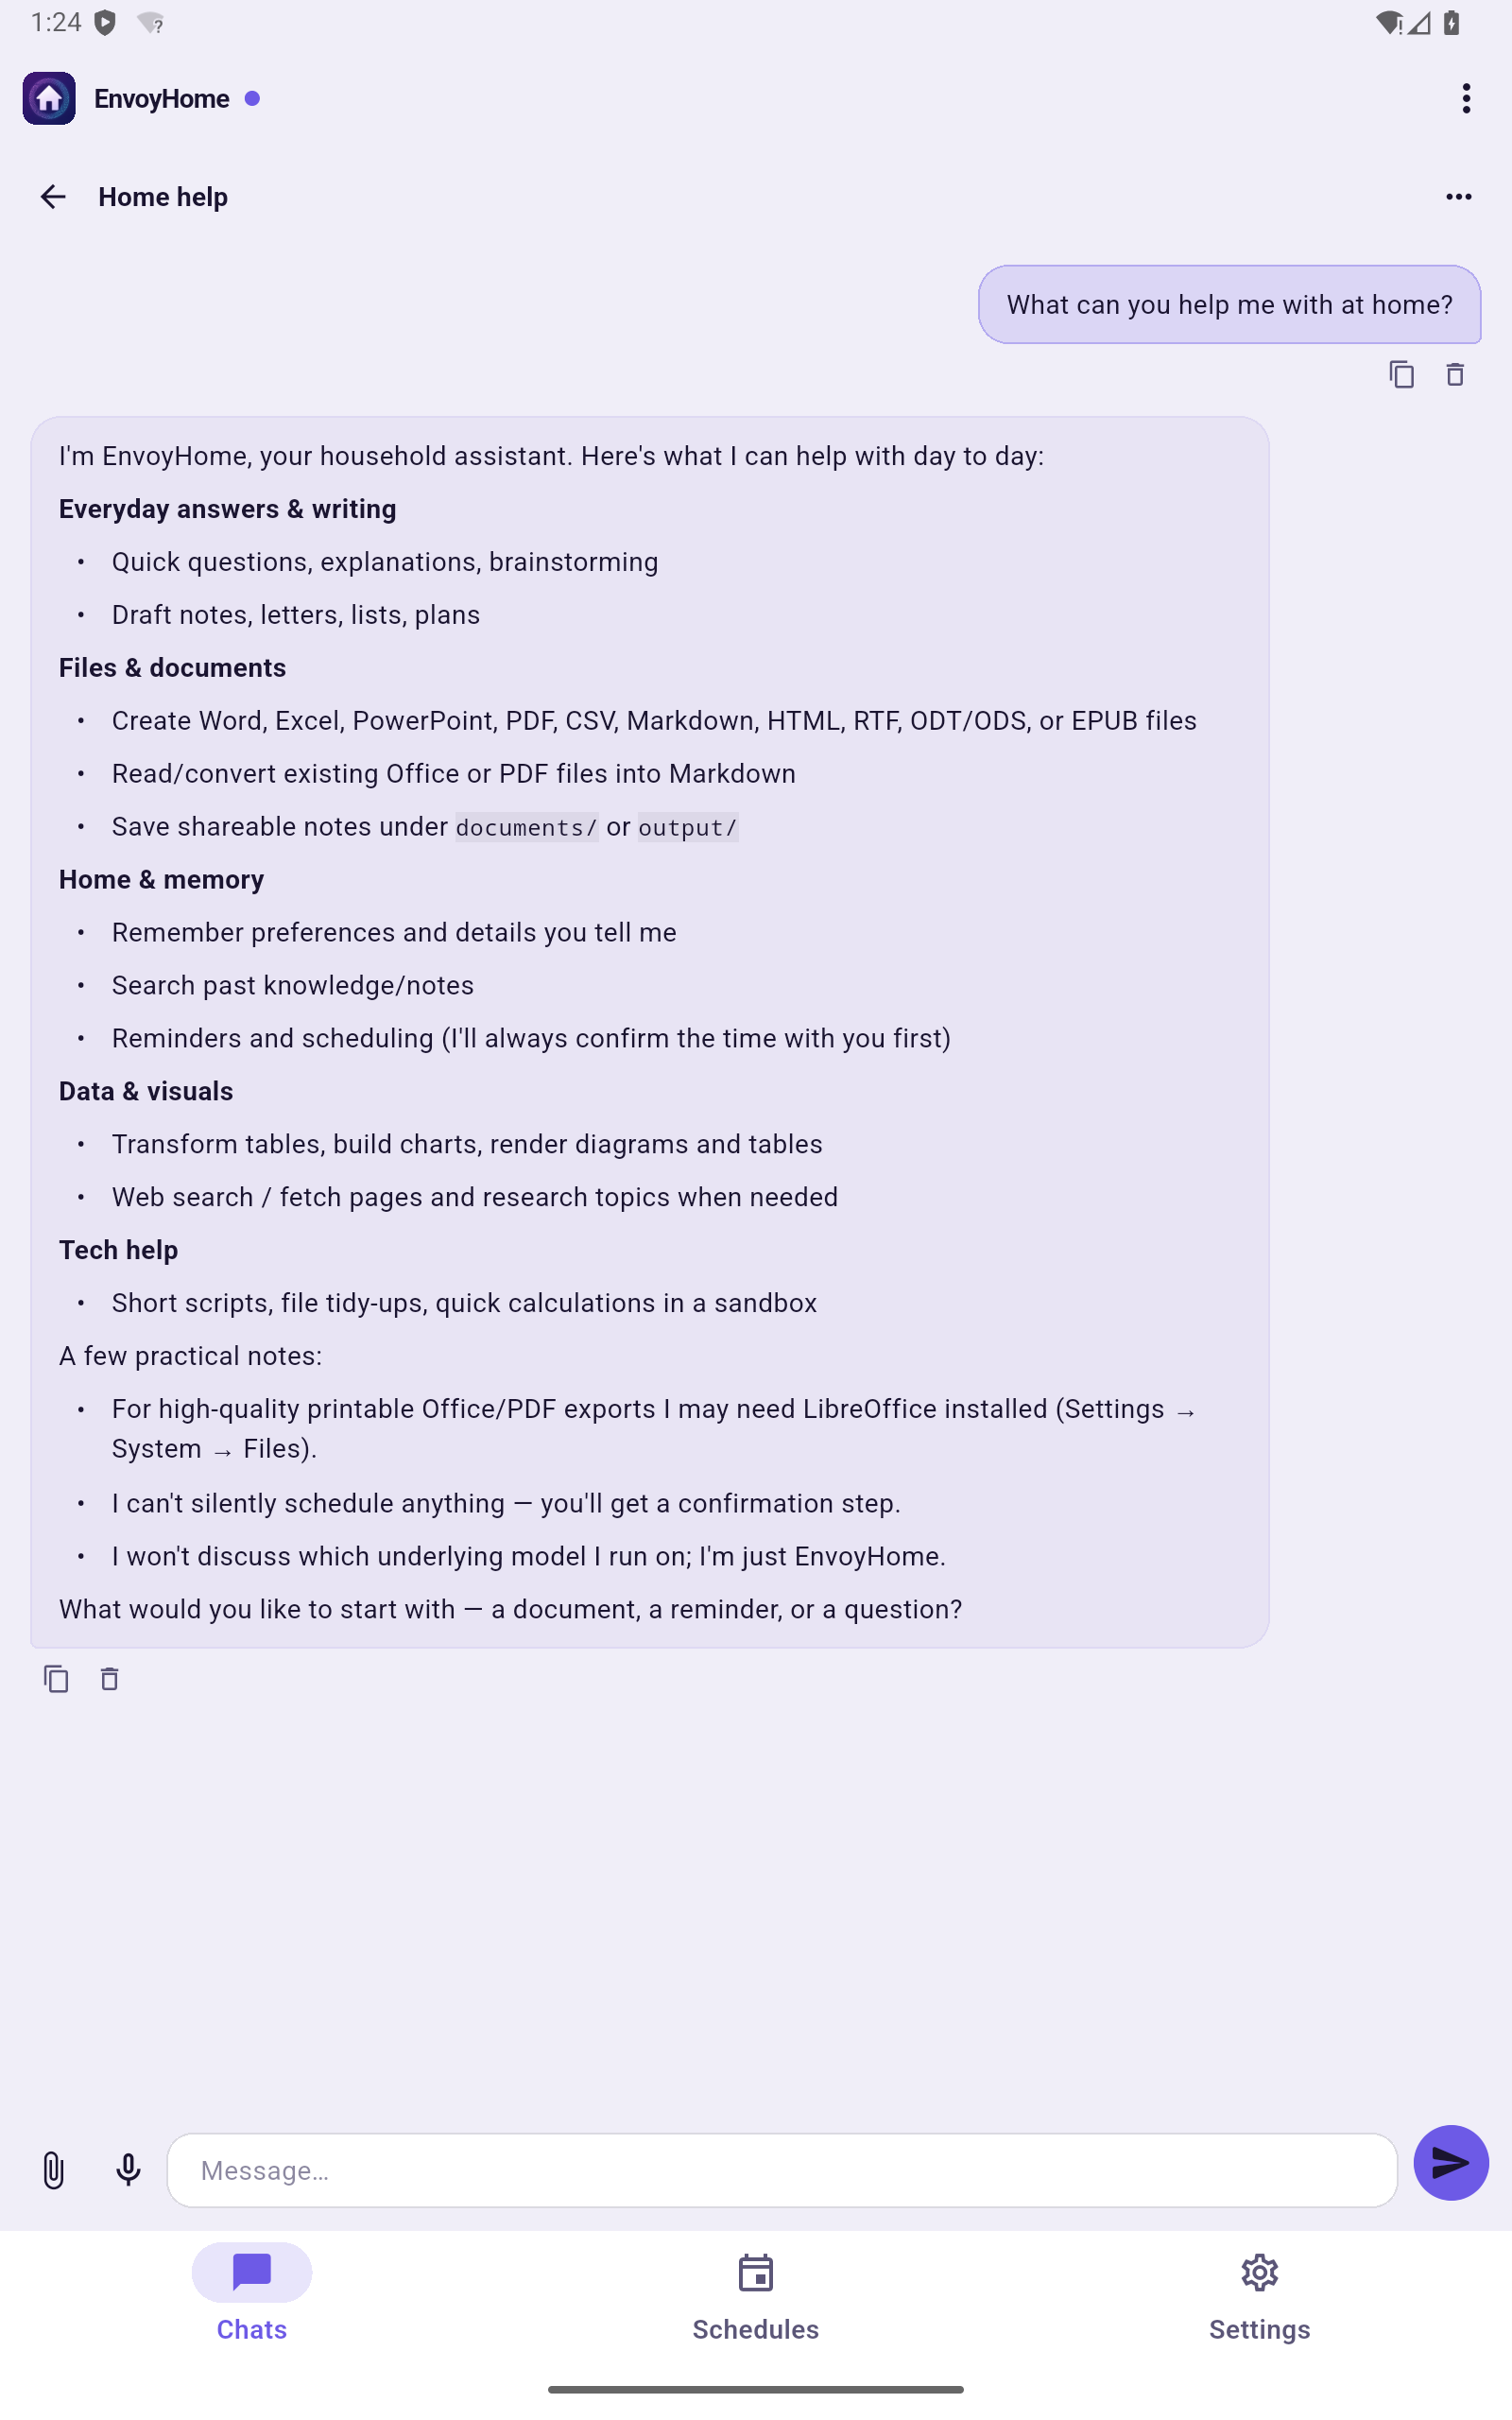 1:24
EnvoyHome
Home help
What can you help me with at home?
I'm EnvoyHome, your household assistant. Here's what I can help with day to day:
Everyday answers & writing
• Quick questions, explanations, brainstorming
• Draft notes, letters, lists, plans
Files & documents
• Create Word, Excel, PowerPoint, PDF, CSV, Markdown, HTML, RTF, ODT/ODS, or EPUB files
• Read/convert existing Office or PDF files into Markdown
• Save shareable notes under documents/ or output/
Home & memory
• Remember preferences and details you tell me
• Search past knowledge/notes
• Reminders and scheduling (I'll always confirm the time with you first)
Data & visuals
• Transform tables, build charts, render diagrams and tables
• Web search / fetch pages and research topics when needed
Tech help
• Short scripts, file tidy-ups, quick calculations in a sandbox
A few practical notes:
• For high-quality printable Office/PDF exports I may need LibreOffice installed (Settings →
System → Files).
• I can't silently schedule anything — you'll get a confirmation step.
• I won't discuss which underlying model I run on; I'm just EnvoyHome.
What would you like to start with — a document, a reminder, or a question?
Message…
Chats
Schedules
Settings